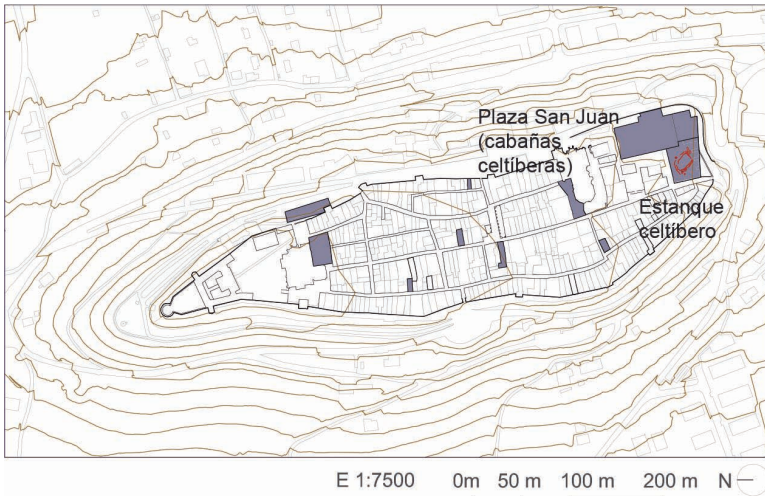 Plaza San Juan
(cabañas
celtíberas)
Estanque
celtíbero
E 1:7500 0m 50 m 100 m 200 m N